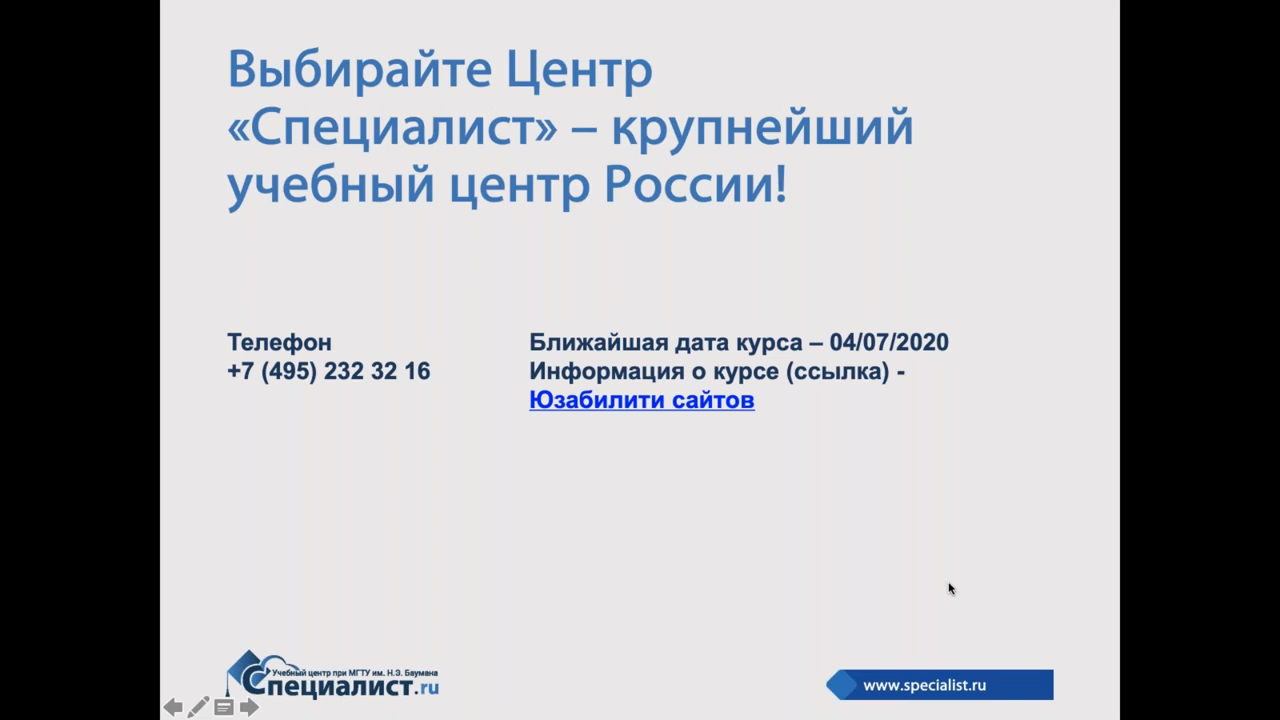 Выбирайте Центр
«Специалист» – крупнейший
учебный центр России!
Телефон
+7 (495) 232 32 16
Ближайшая дата курса – 04/07/2020
Информация о курсе (ссылка) -
Юзабилити сайтов
Учебный центр при МГТУ им. Н.Э. Баумана
Специалист.ru
www.specialist.ru